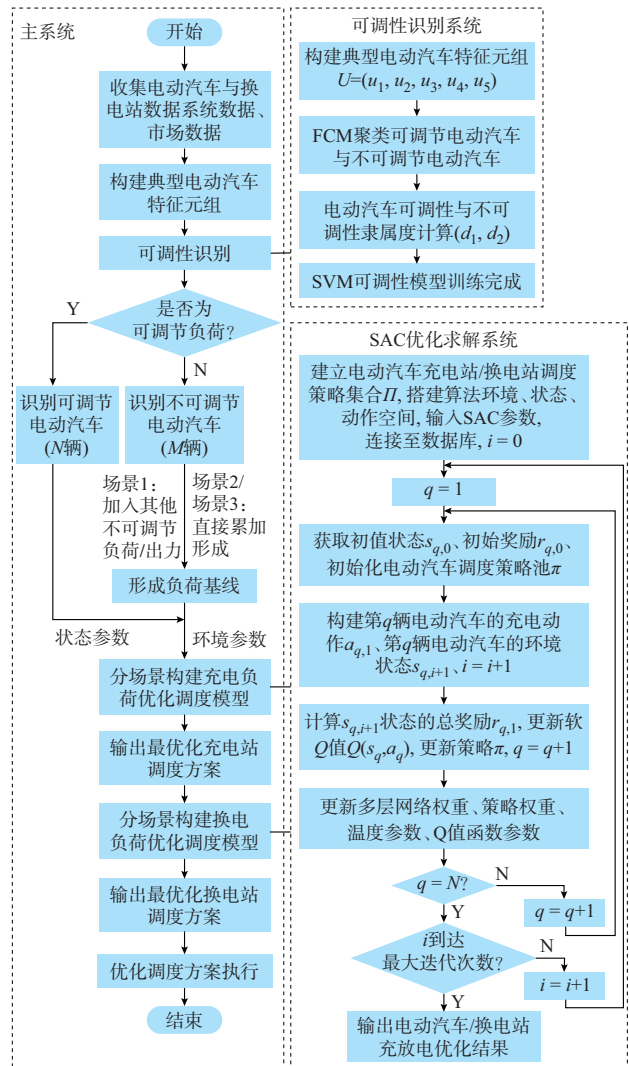 主系统
开始
收集电动汽车与换
电站数据系统数据、
市场数据
构建典型电动汽车
特征元组
可调性识别
是否为
可调节负荷?
Y
N
识别可调节
电动汽车
(N辆)
识别不可调节
电动汽车
(M辆)
场景1：
加入其他
不可调节
负荷/出力
场景2/
场景3：
直接累加
形成
形成负荷基线
状态参数
环境参数
分场景构建充电负
荷优化调度模型
输出最优化充电站
调度方案
分场景构建换电
负荷优化调度模型
输出最优化换电站
调度方案
优化调度方案执行
结束
可调性识别系统
构建典型电动汽车特征元组
U=(u1, u2, u3, u4, u5)
FCM聚类可调节电动汽车
与不可调节电动汽车
电动汽车可调性与不可
调性隶属度计算(d1, d2)
SVM可调性模型训练完成
SAC优化求解系统
建立电动汽车充电站/换电站调度
策略集合Π, 搭建算法环境、状态、
动作空间, 输入SAC参数,
连接至数据库, i = 0
q = 1
获取初值状态sq,0、初始奖励rq,0、
初始化电动汽车调度策略池π
构建第q辆电动汽车的充电动
作aq,1、第q辆电动汽车的环境
状态sq,i+1、i = i+1
计算sq,i+1状态的总奖励rq,1, 更新软
Q值Q(sq,aq), 更新策略π, q = q+1
更新多层网络权重、策略权重、
温度参数、Q值函数参数
q = N?
N
Y
q = q+1
i到达
最大迭代次数?
N
Y
i = i+1
输出电动汽车/换电站
充放电优化结果